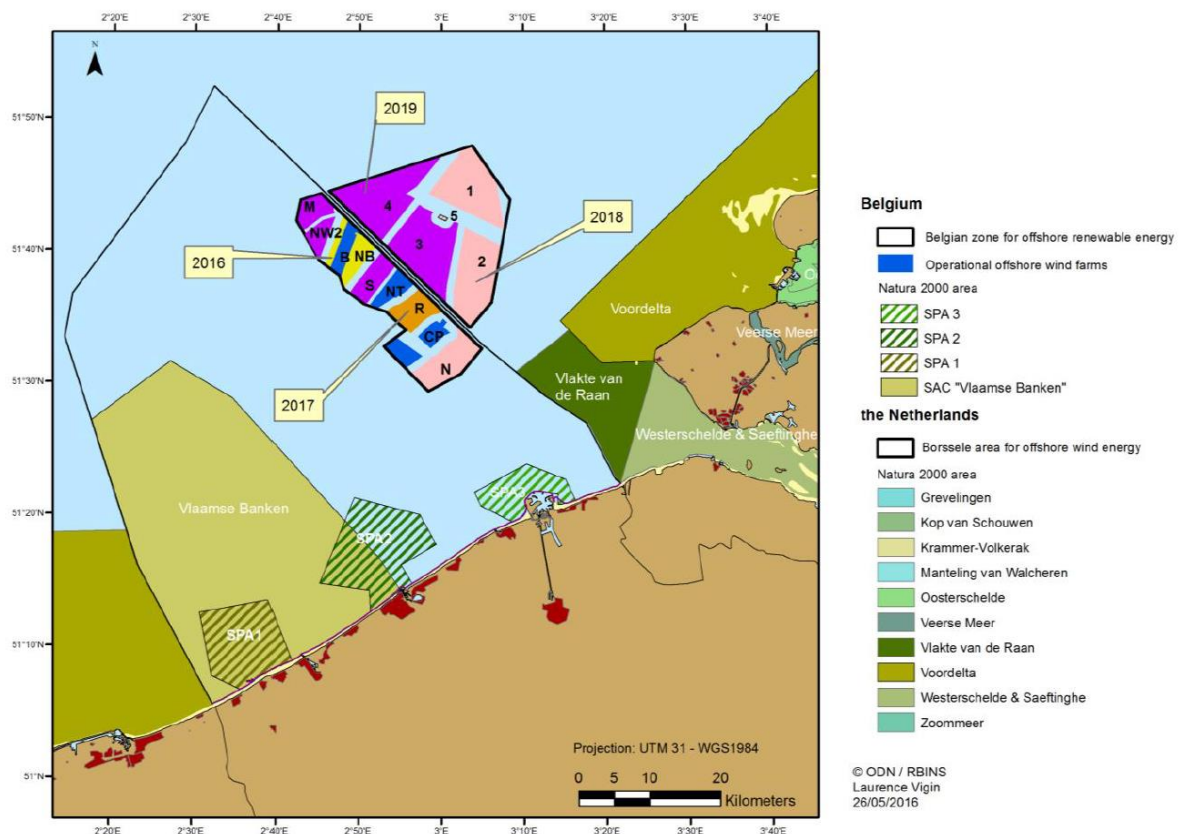 2°20'E
2°30'E
2°40'E
2°50'E
3°E
3°10'E
3°20'E
3°30'E
3°40'E
N
51°50'N
51°40'N
51°30'N
51°20'N
51°10'N
51°N
2019
2018
2016
2017
1
4
5
M
NW2
3
B
NB
2
S
NT
R
CP
N
Voordelta
Veerse Meer
Vlakte van
de Raan
Westerschelde & Saeftinghe
Vlaamse Banken
SPA2
SPA1
Projection: UTM 31 - WGS1984
0 5 10 20
Kilometers
2°20'E
2°30'E
2°40'E
2°50'E
3°E
3°10'E
3°20'E
3°30'E
3°40'E
Belgium
Belgian zone for offshore renewable energy
Operational offshore wind farms
Natura 2000 area
SPA 3
SPA 2
SPA 1
SAC "Vlaamse Banken"
the Netherlands
Borssele area for offshore wind energy
Natura 2000 area
Grevelingen
Kop van Schouwen
Krammer-Volkerak
Manteling van Walcheren
Oosterschelde
Veerse Meer
Vlakte van de Raan
Voordelta
Westerschelde & Saeftinghe
Zoommeer
© ODN / RBINS
Laurence Vigin
26/05/2016